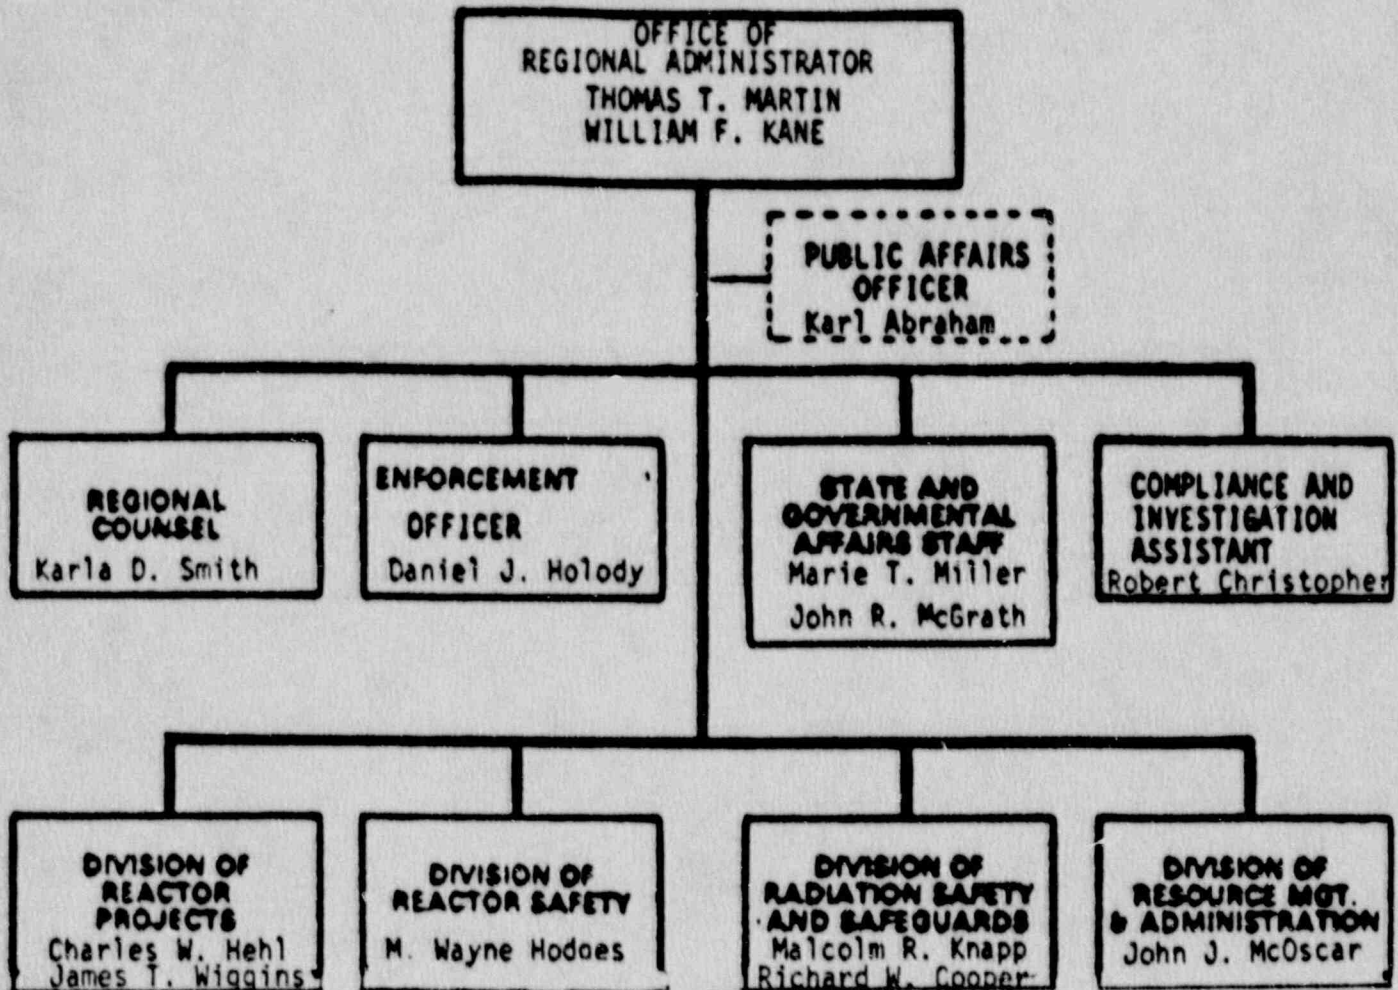 OFFICE OF
REGIONAL ADMINISTRATOR
THOMAS T. MARTIN
WILLIAM F. KANE
PUBLIC AFFAIRS
OFFICER
Karl Abraham
REGIONAL
COUNSEL
Karla D. Smith
ENFORCEMENT
OFFICER
Daniel J. Holody
STATE AND
GOVERNMENTAL
AFFAIRS STAFF
Marie T. Miller
John R. McGrath
COMPLIANCE AND
INVESTIGATION
ASSISTANT
Robert Christopher
DIVISION OF
REACTOR
PROJECTS
Charles W. Hehl
James T. Wiggins
DIVISION OF
REACTOR SAFETY
M. Wayne Hodges
DIVISION OF
RADIATION SAFETY
AND SAFEGUARDS
Malcolm R. Knapp
Richard W. Cooper
DIVISION OF
RESOURCE MGT.
& ADMINISTRATION
John J. McOscar